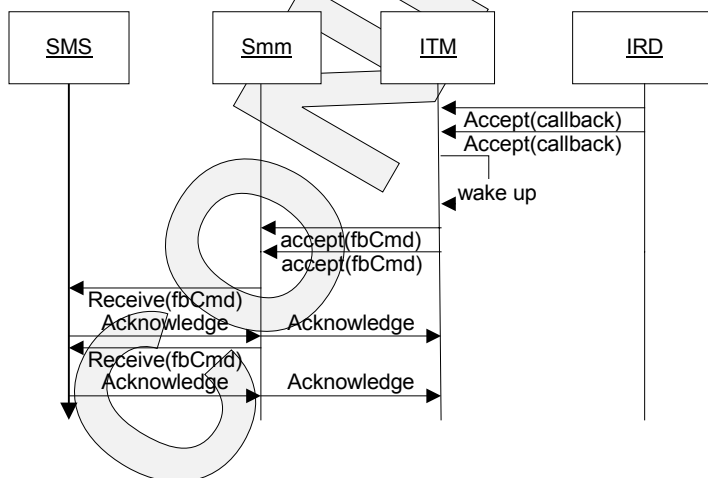 SMS Smm ITM IRD
Accept(callback)
Accept(callback)
wake up
accept(fbCmd)
accept(fbCmd)
Receive(fbCmd)
Acknowledge Acknowledge
Receive(fbCmd)
Acknowledge Acknowledge
CON